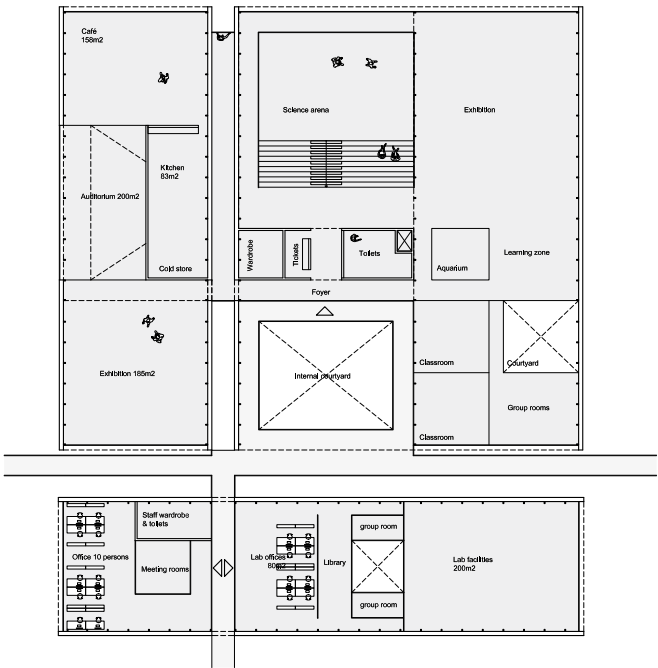 Café
158m2
Science arena
Exhibition
Kitchen
83m2
Auditorium 200m2
Cold store
Wardrobe
Tickets
Toilets
Aquarium
Learning zone
Foyer
Exhibition 185m2
Internal courtyard
Classroom
Courtyard
Group rooms
Classroom
Staff wardrobe
& toilets
Office 10 persons
Meeting rooms
Lab offices
80m2
Library
group room
group room
Lab facilities
200m2